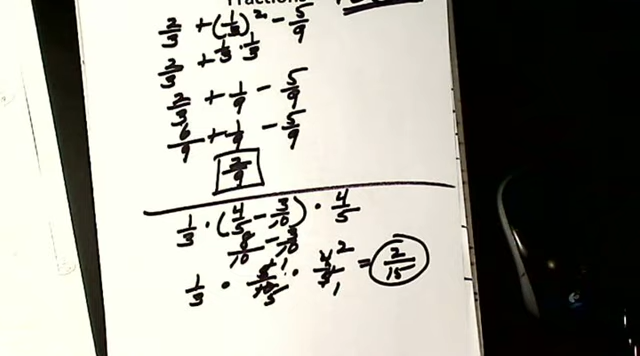 Fractions
2/3 + (1/3)² - 5/9
2/3 + 1/3 · 1/3
2/3 + 1/9 - 5/9
6/9 + 1/9 - 5/9
2/9
1/3 · (4/5 - 3/10) · 4/5
8/10 - 3/10
1/3 · 5/10 · 4/5 = 2/15